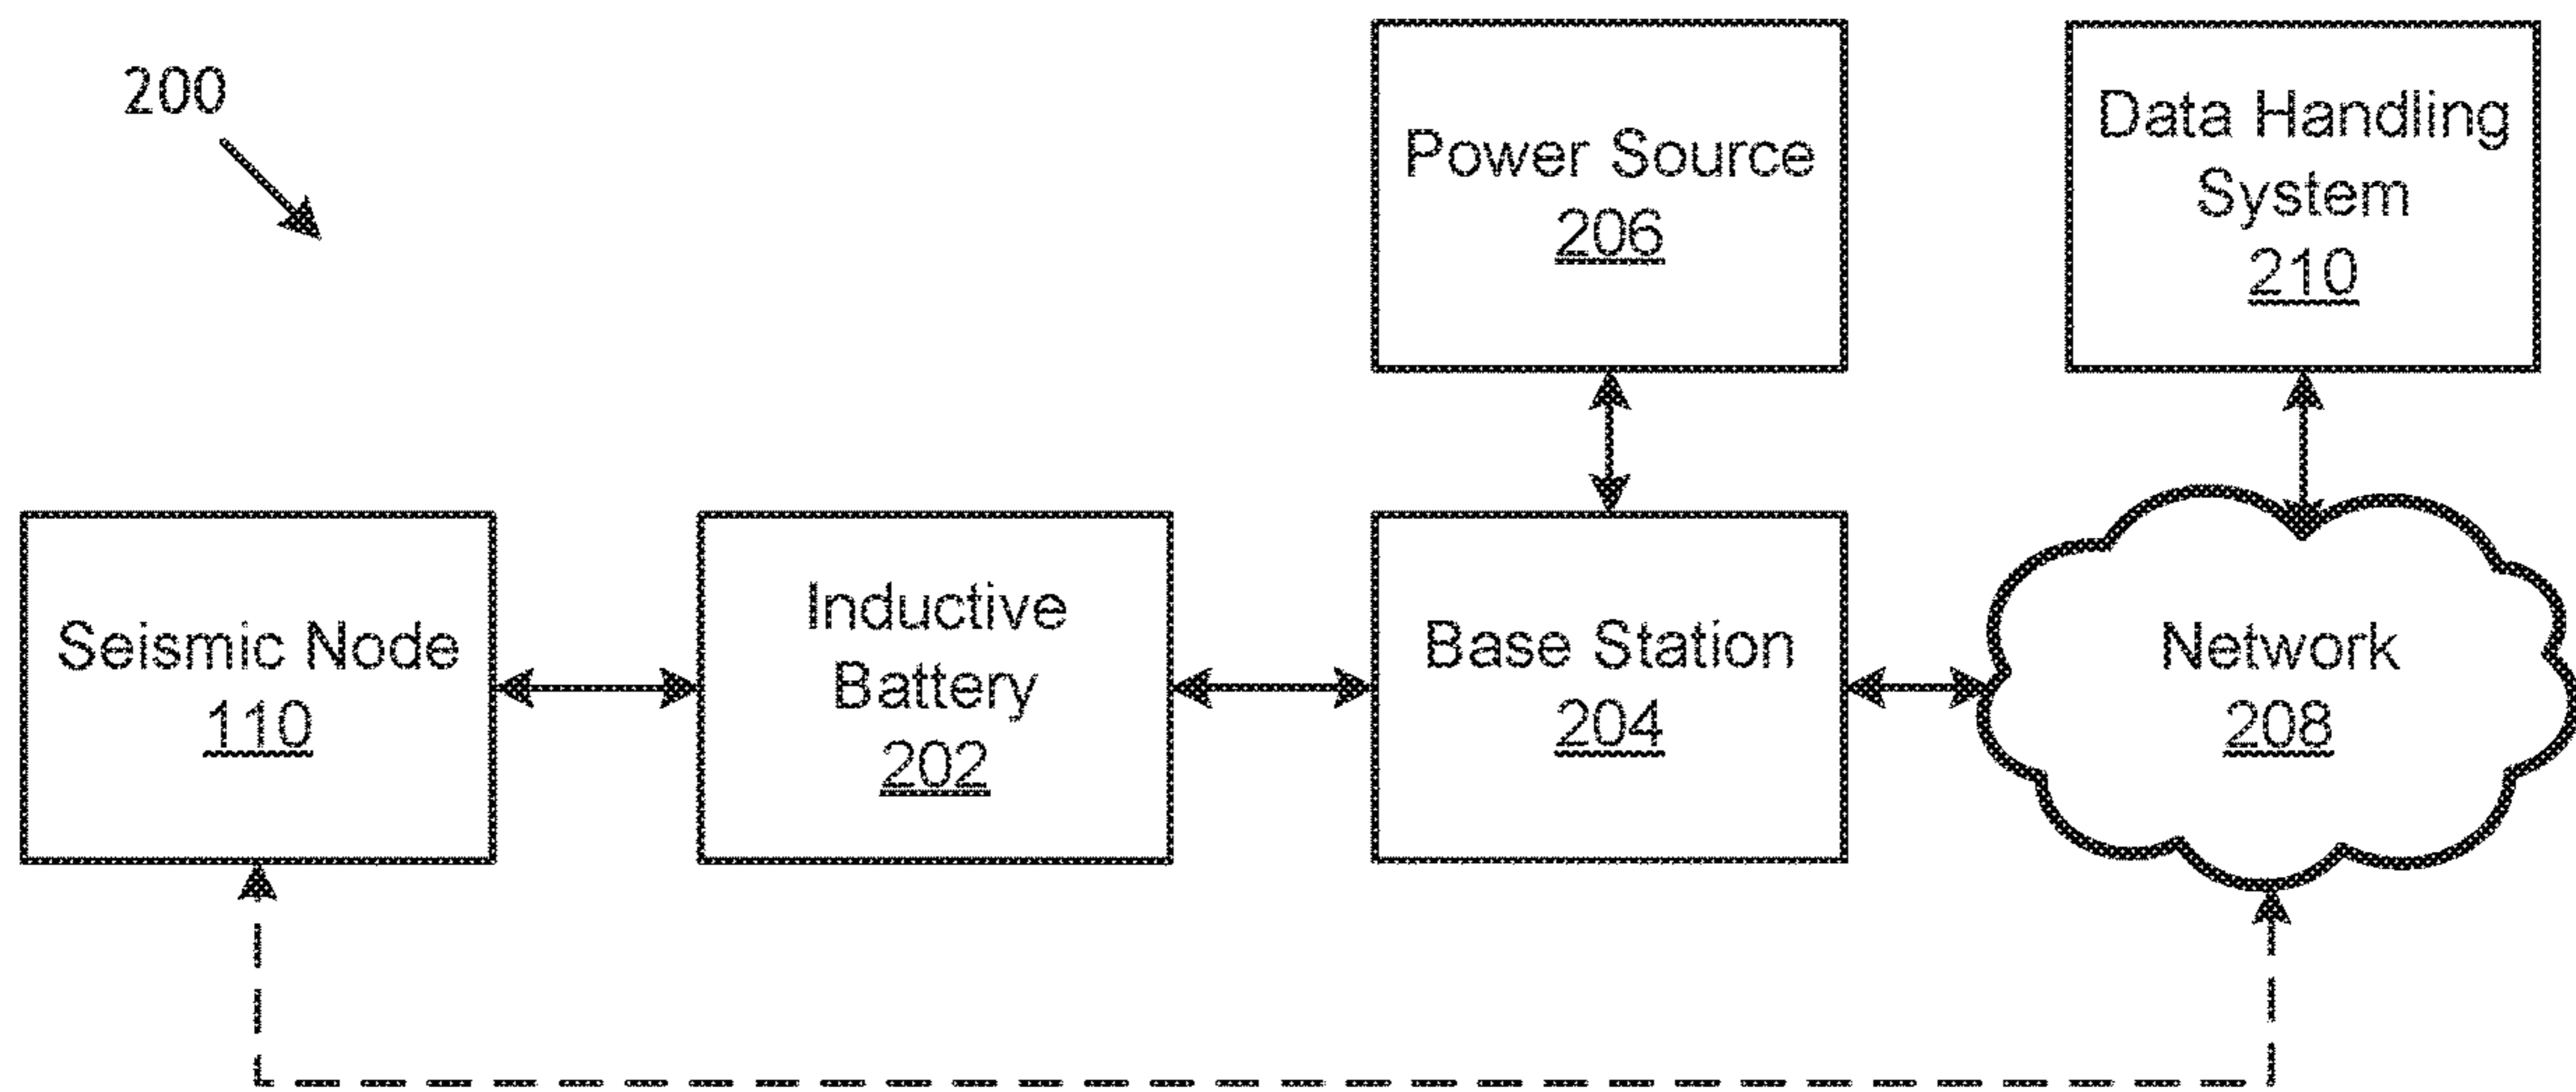 200
Power Source
206
Data Handling
System
210
Seismic Node
110
Inductive
Battery
202
Base Station
204
Network
208